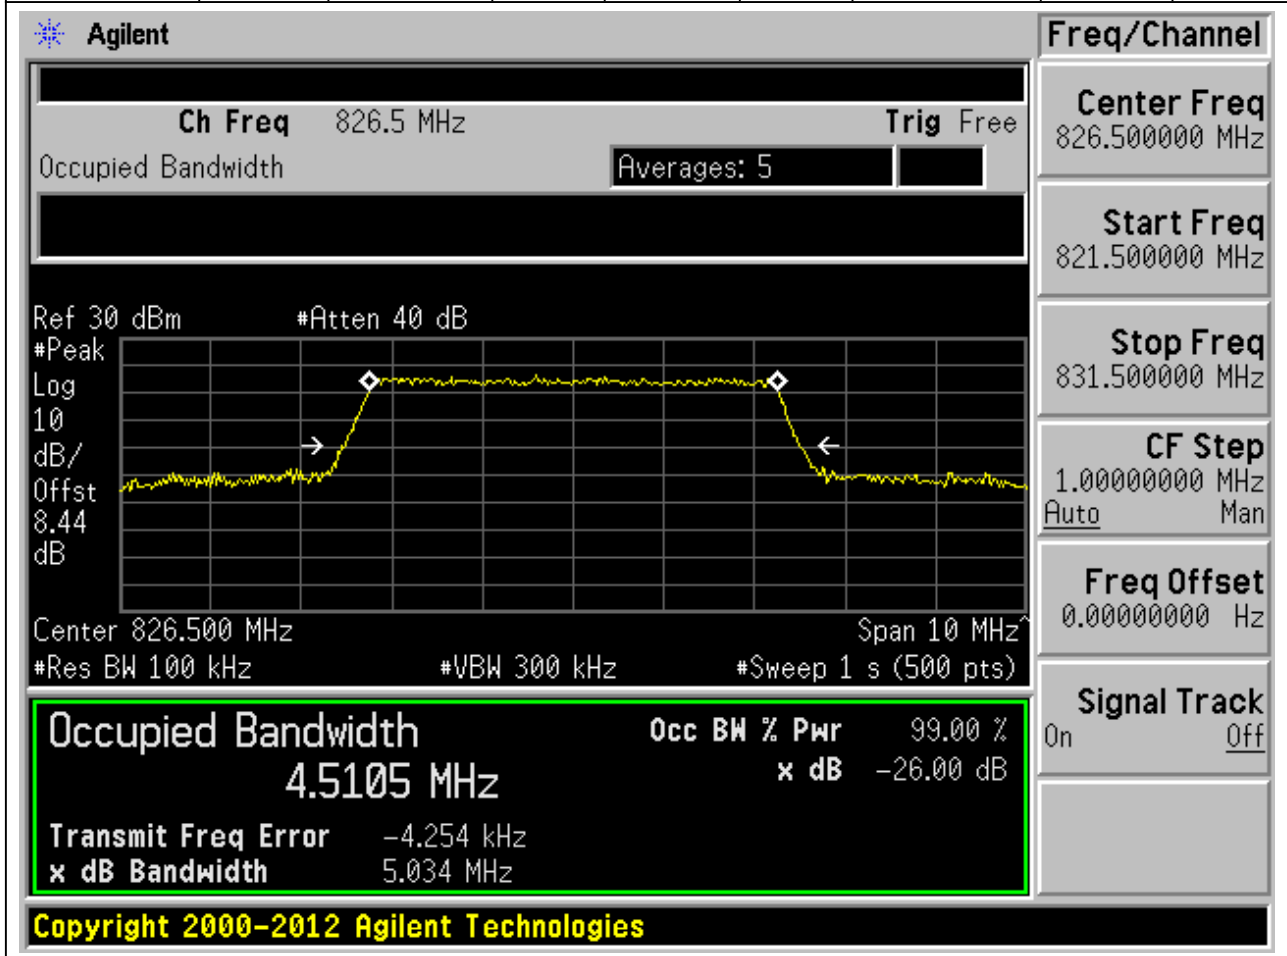 Agilent
Freq/Channel
Ch Freq 826.5 MHz Trig Free
Occupied Bandwidth Averages: 5
Center Freq
826.500000 MHz
Start Freq
821.500000 MHz
Stop Freq
831.500000 MHz
CF Step
1.00000000 MHz
Auto Man
Freq Offset
0.00000000 Hz
Signal Track
On Off
Ref 30 dBm #Atten 40 dB
#Peak
Log
10
dB/
Offst
8.44
dB
Center 826.500 MHz Span 10 MHz^
#Res BW 100 kHz #VBW 300 kHz #Sweep 1 s (500 pts)
Occupied Bandwidth
4.5105 MHz
Occ BW % Pwr 99.00 %
x dB -26.00 dB
Transmit Freq Error -4.254 kHz
x dB Bandwidth 5.034 MHz
Copyright 2000-2012 Agilent Technologies